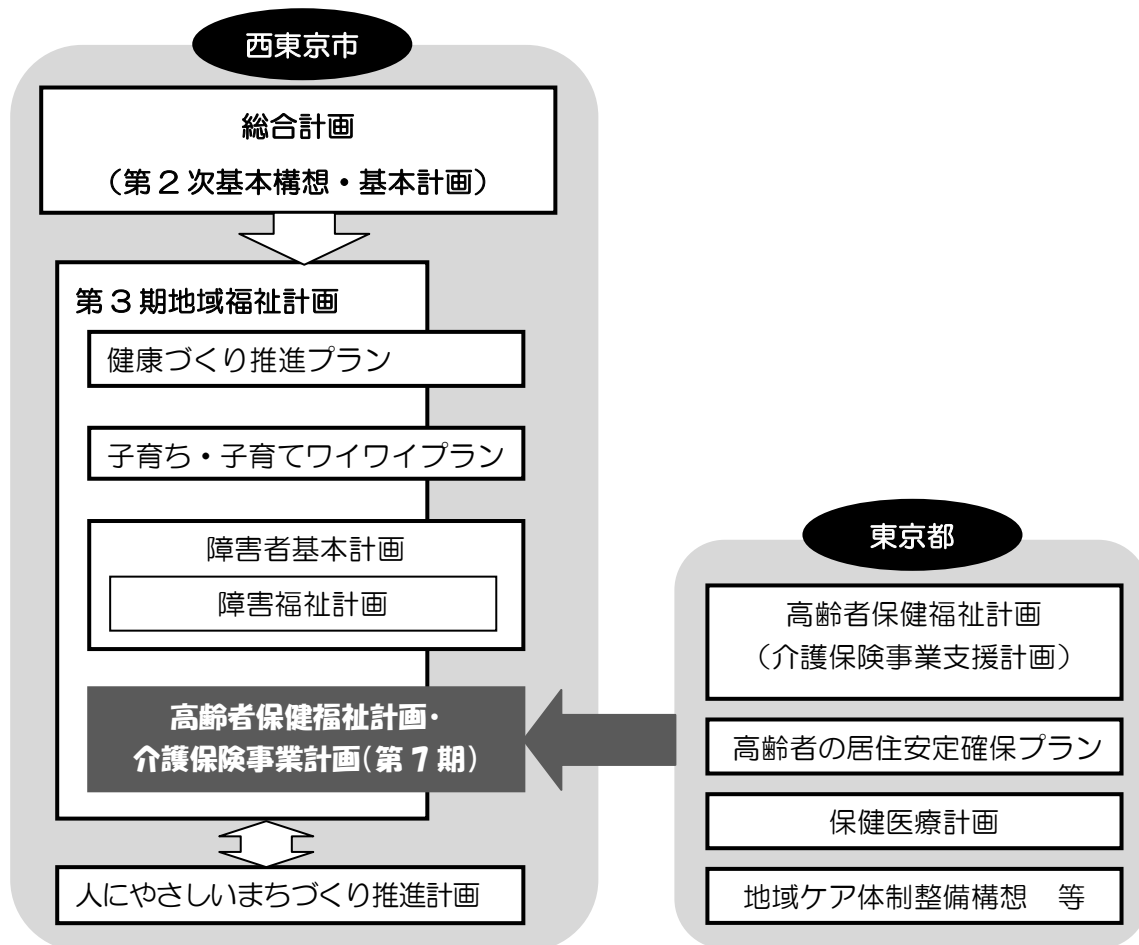 西東京市
総合計画
（第２次基本構想・基本計画）
第３期地域福祉計画
健康づくり推進プラン
子育ち・子育てワイワイプラン
障害者基本計画
障害福祉計画
高齢者保健福祉計画・
介護保険事業計画（第７期）
人にやさしいまちづくり推進計画
東京都
高齢者保健福祉計画
（介護保険事業支援計画）
高齢者の居住安定確保プラン
保健医療計画
地域ケア体制整備構想　等